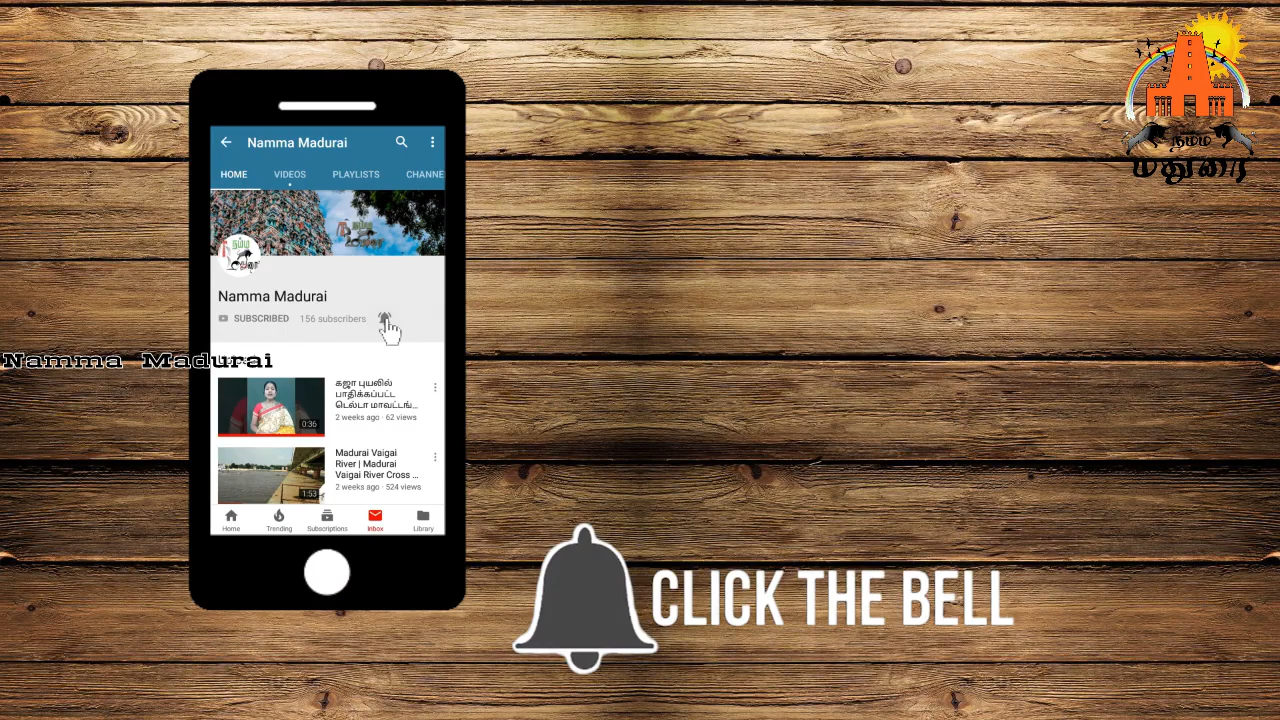 Namma Madurai
HOME VIDEOS PLAYLISTS CHANNE
நம்ம
Namma Madurai
SUBSCRIBED 156 subscribers
Namma Madurai
கஜா புயலில்
பாதிக்கப்பட்ட
டெல்டா மாவட்டங்...
2 weeks ago · 62 views
0:36
Madurai Vaigai
River | Madurai
Vaigai River Cross ...
2 weeks ago · 524 views
1:53
Home Trending Subscriptions Inbox Library
CLICK THE BELL
நம்ம
மதுரை